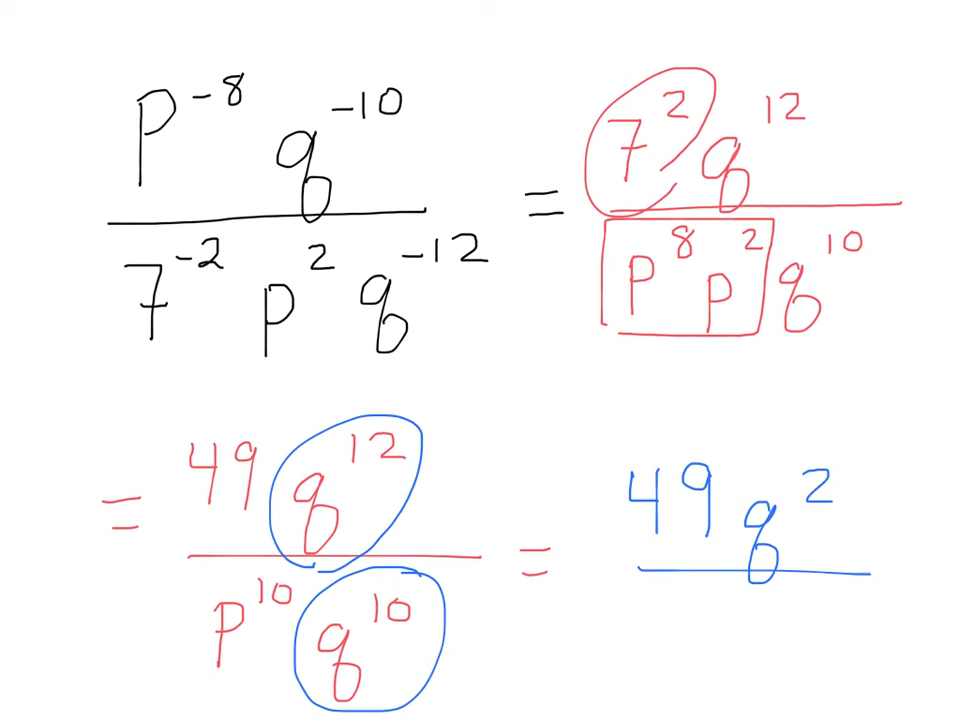 p^-8 q^-10 / 7^-2 p^2 q^-12 = 7^2 q^12 / p^8 p^2 q^10
= 49 q^12 / p^10 q^10 = 49 q^2 /